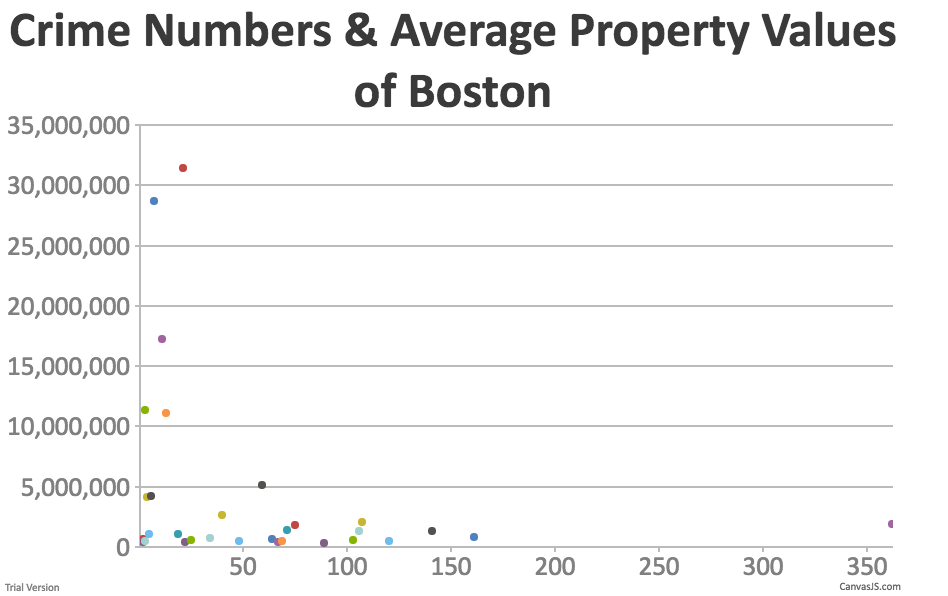 Crime Numbers & Average Property Values
of Boston
35,000,000
30,000,000
25,000,000
20,000,000
15,000,000
10,000,000
5,000,000
0
50 100 150 200 250 300 350
Trial Version
CanvasJS.com